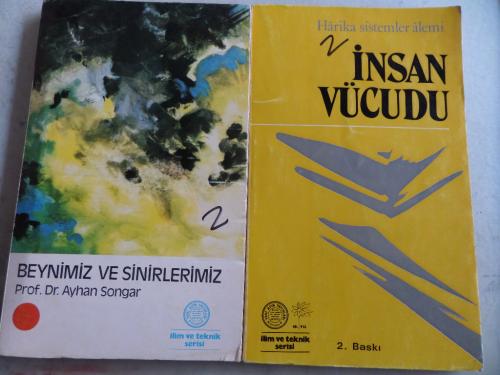 BEYNİMİZ VE SİNİRLERİMİZ
Prof. Dr. Ayhan Songar
ilim ve teknik
serisi
2
Hârika sistemler âlemi
2
İNSAN
VÜCUDU
ilim ve teknik
serisi
2. Baskı